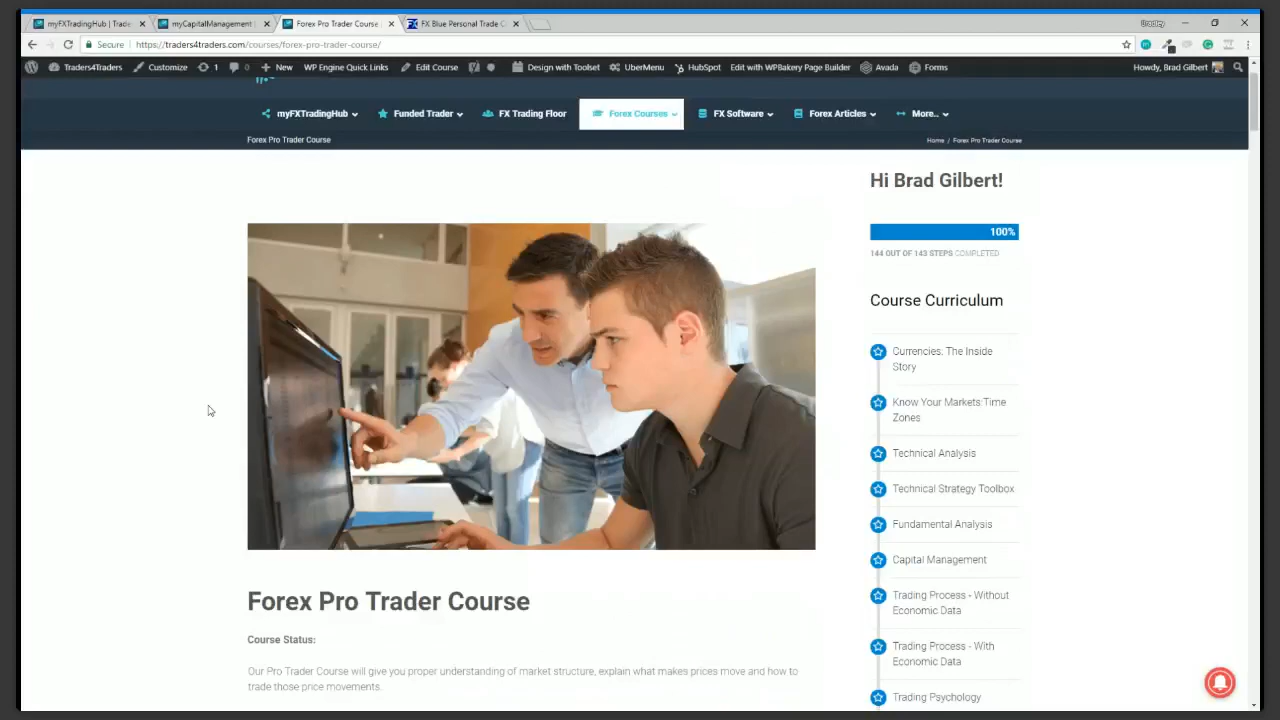 myFXTradingHub | Trade
myCapitalManagement |
Forex Pro Trader Course
FX Blue Personal Trade C
Bradley
Secure
https://traders4traders.com/courses/forex-pro-trader-course/
Traders4Traders
Customize
1
0
New
WP Engine Quick Links
Edit Course
Design with Toolset
UberMenu
HubSpot
Edit with WPBakery Page Builder
Avada
Forms
Howdy, Brad Gilbert
myFXTradingHub
Funded Trader
FX Trading Floor
Forex Courses
FX Software
Forex Articles
More..
Forex Pro Trader Course
Home / Forex Pro Trader Course
Hi Brad Gilbert!
100%
144 OUT OF 143 STEPS COMPLETED
Course Curriculum
Currencies: The Inside
Story
Know Your Markets:Time
Zones
Technical Analysis
Technical Strategy Toolbox
Fundamental Analysis
Capital Management
Trading Process - Without
Economic Data
Trading Process - With
Economic Data
Trading Psychology
Forex Pro Trader Course
Course Status:
Our Pro Trader Course will give you proper understanding of market structure, explain what makes prices move and how to
trade those price movements.